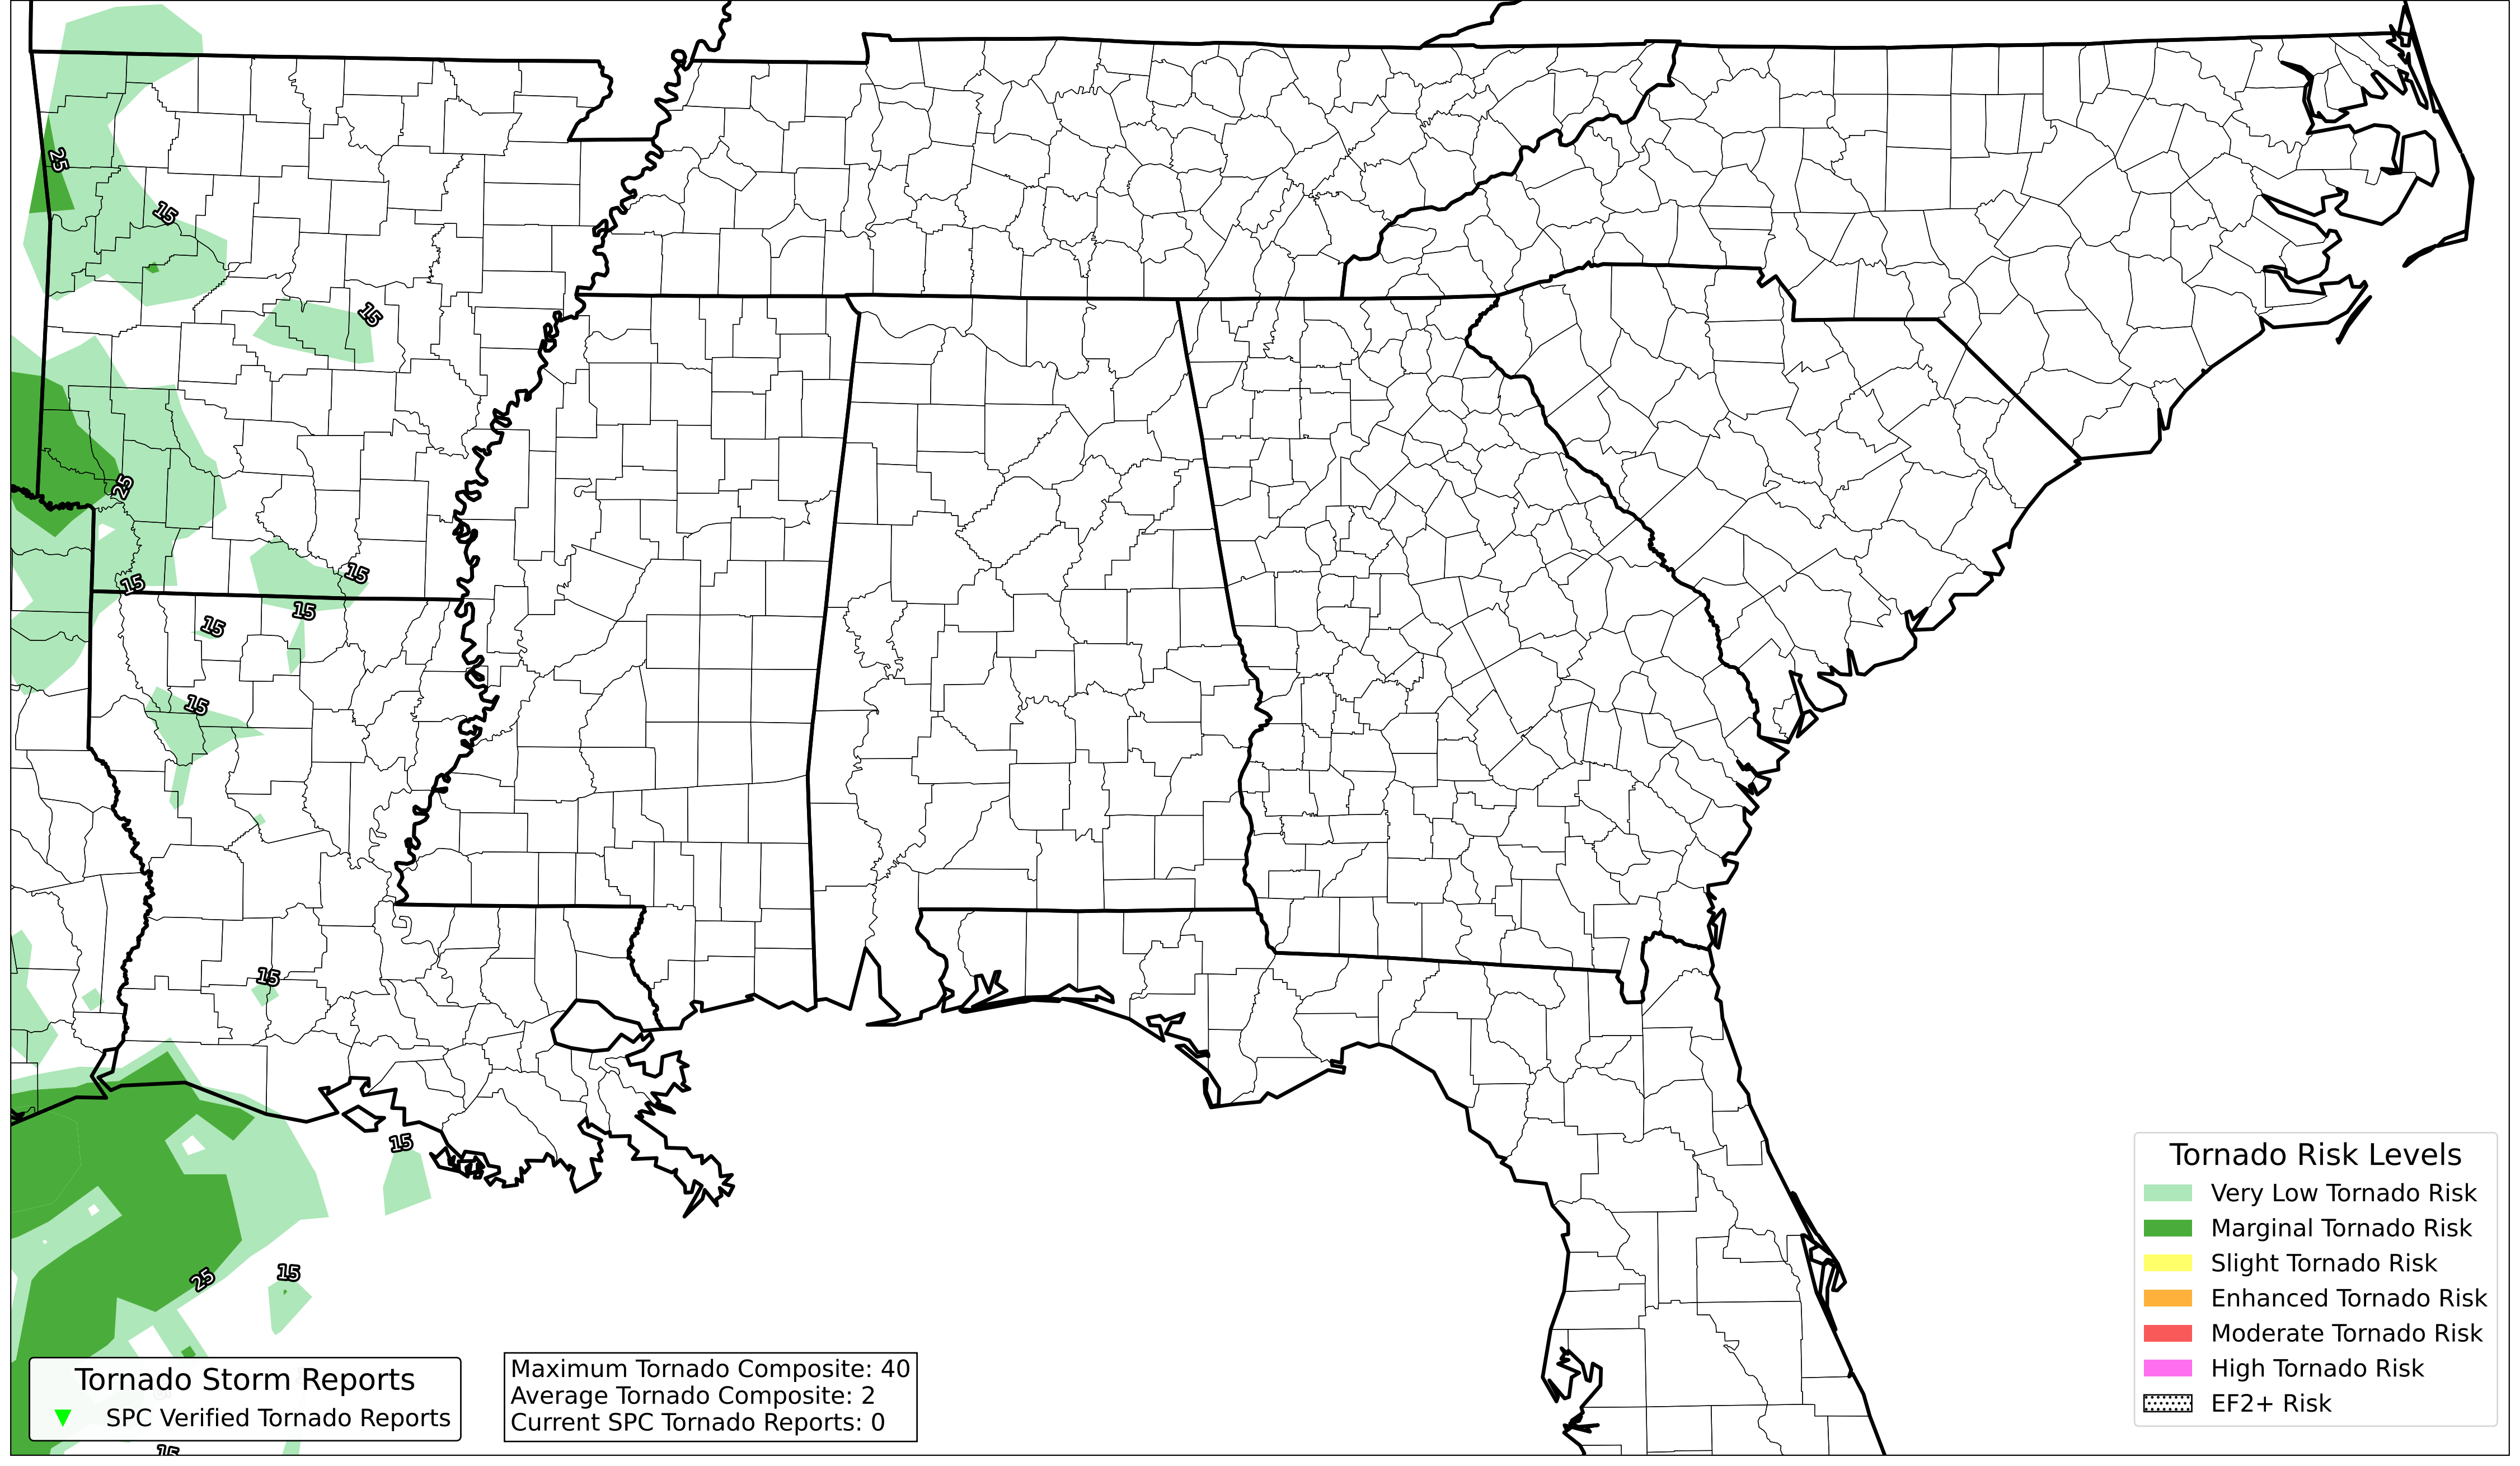 25
15
15
25
15
15
15
15
15
15
15
25
15
15
Tornado Storm Reports
SPC Verified Tornado Reports
Maximum Tornado Composite: 40
Average Tornado Composite: 2
Current SPC Tornado Reports: 0
Tornado Risk Levels
Very Low Tornado Risk
Marginal Tornado Risk
Slight Tornado Risk
Enhanced Tornado Risk
Moderate Tornado Risk
High Tornado Risk
EF2+ Risk